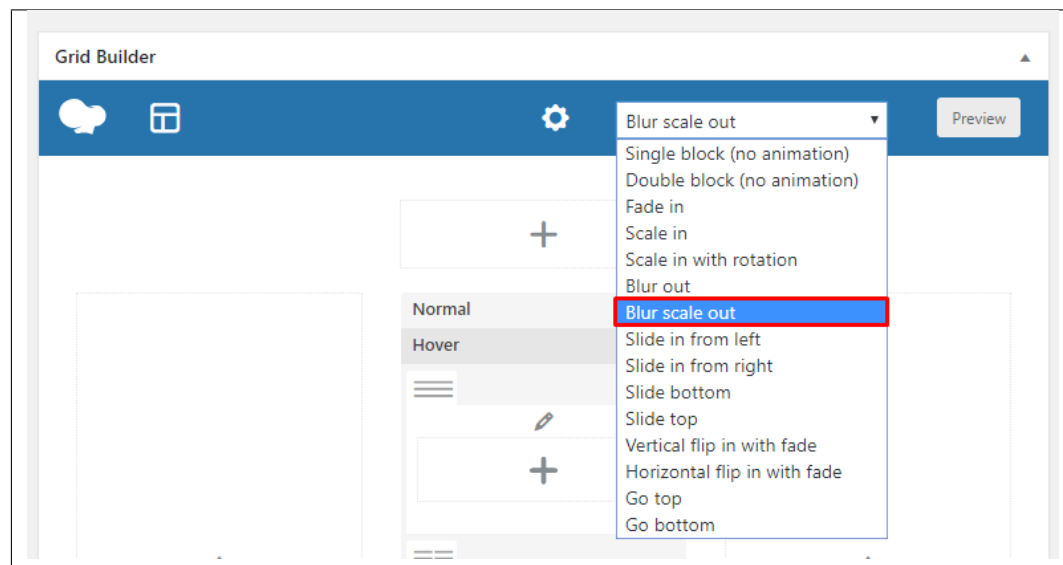 Grid Builder
Blur scale out
Preview
Single block (no animation)
Double block (no animation)
Fade in
Scale in
Scale in with rotation
Blur out
Blur scale out
Slide in from left
Slide in from right
Slide bottom
Slide top
Vertical flip in with fade
Horizontal flip in with fade
Go top
Go bottom
Normal
Hover